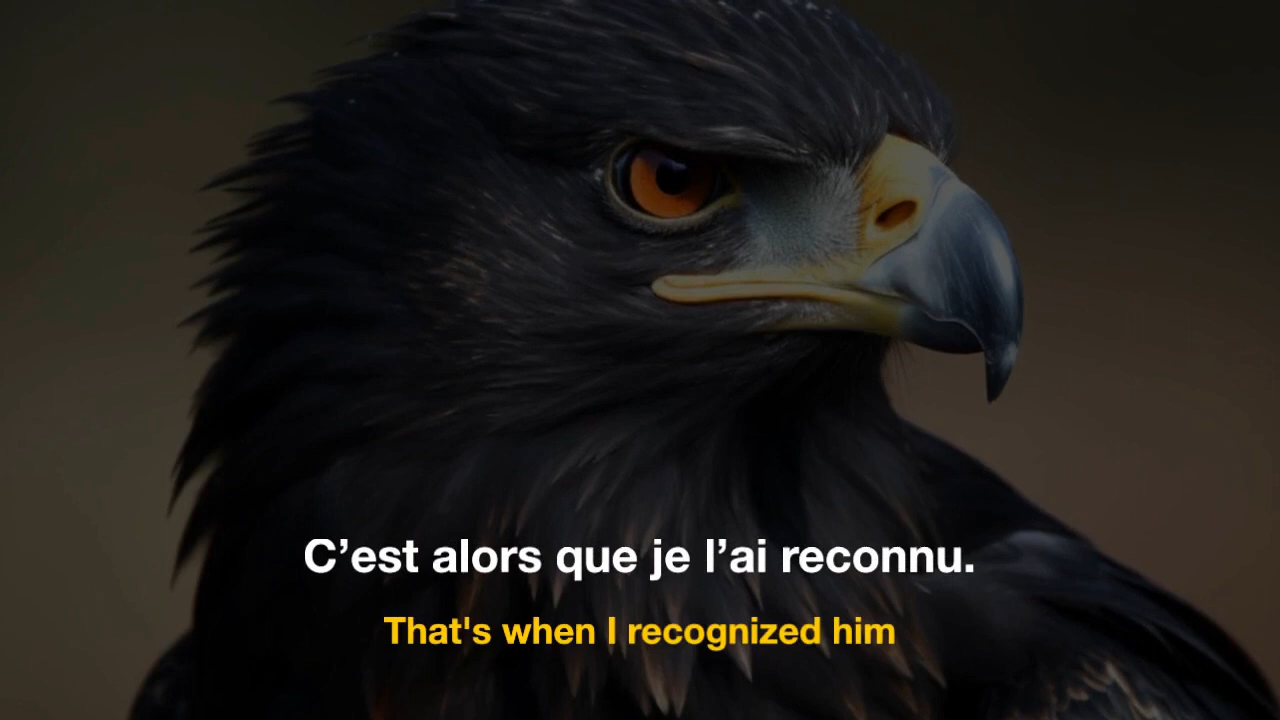 C’est alors que je l’ai reconnu.
That's when I recognized him